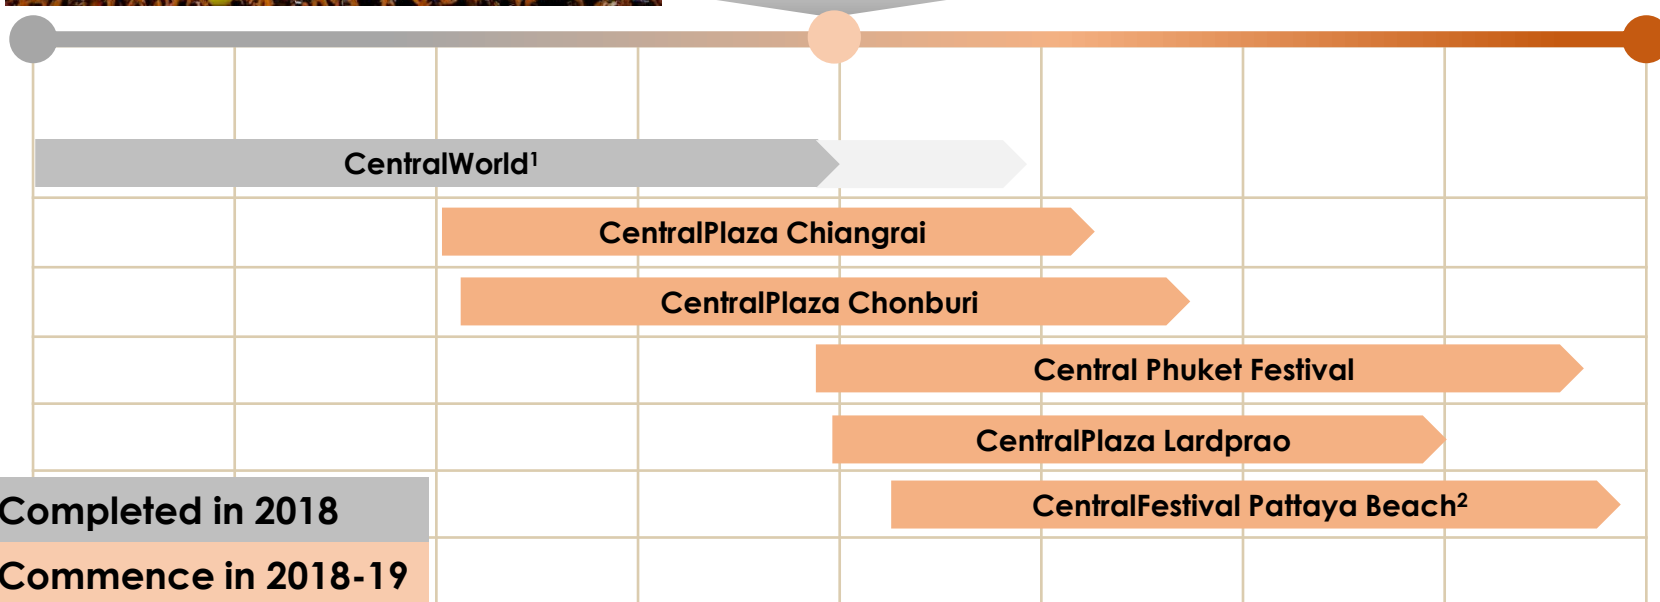 CentralWorld¹
CentralPlaza Chiangrai
CentralPlaza Chonburi
Central Phuket Festival
CentralPlaza Lardprao
CentralFestival Pattaya Beach²
Completed in 2018
Commence in 2018-19